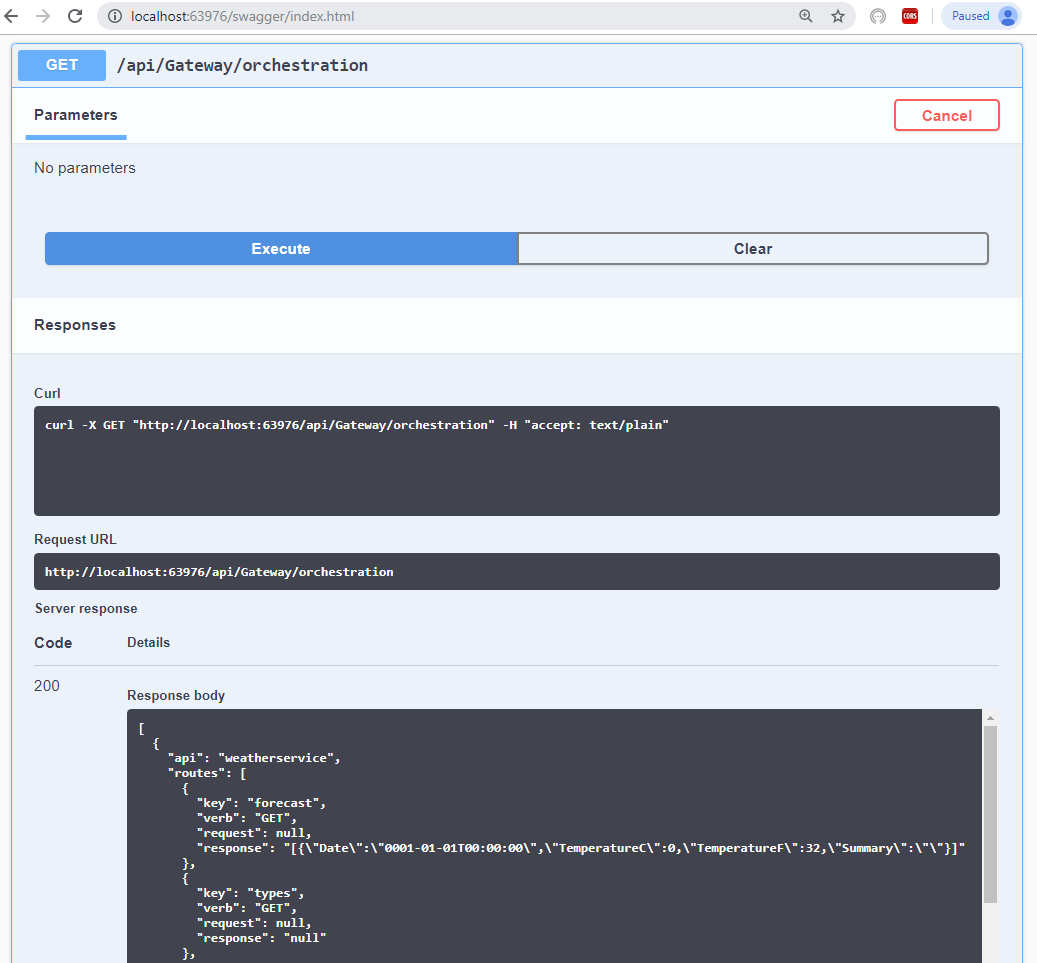 localhost:63976/swagger/index.html
CORS
Paused
GET /api/Gateway/orchestration
Parameters
Cancel
No parameters
Execute
Clear
Responses
Curl
curl -X GET "http://localhost:63976/api/Gateway/orchestration" -H "accept: text/plain"
Request URL
http://localhost:63976/api/Gateway/orchestration
Server response
Code Details
200
Response body
[
  {
    "api": "weatherservice",
    "routes": [
      {
        "key": "forecast",
        "verb": "GET",
        "request": null,
        "response": "[{\"Date\":\"0001-01-01T00:00:00\",\"TemperatureC\":0,\"TemperatureF\":32,\"Summary\":\"\"}]"
      },
      {
        "key": "types",
        "verb": "GET",
        "request": null,
        "response": "null"
      },